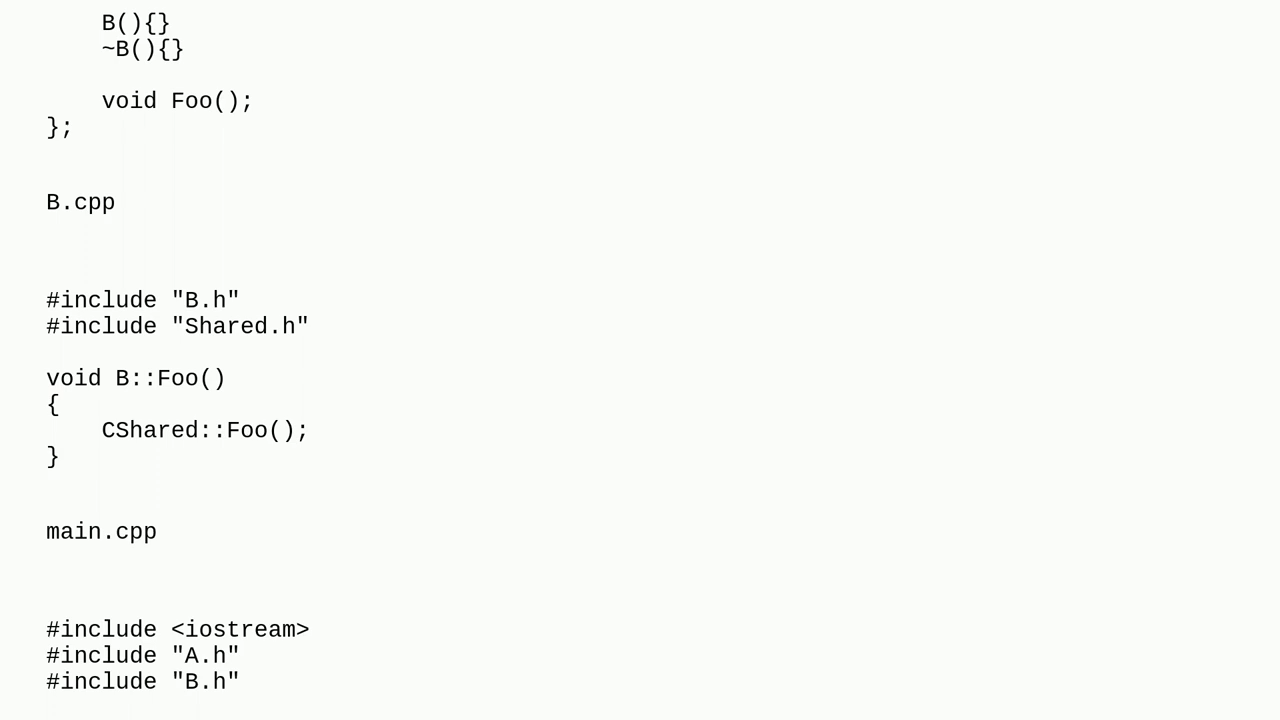 B(){}
    ~B(){}
    void Foo();
};
B.cpp
#include "B.h"
#include "Shared.h"
void B::Foo()
{
    CShared::Foo();
}
main.cpp
#include <iostream>
#include "A.h"
#include "B.h"